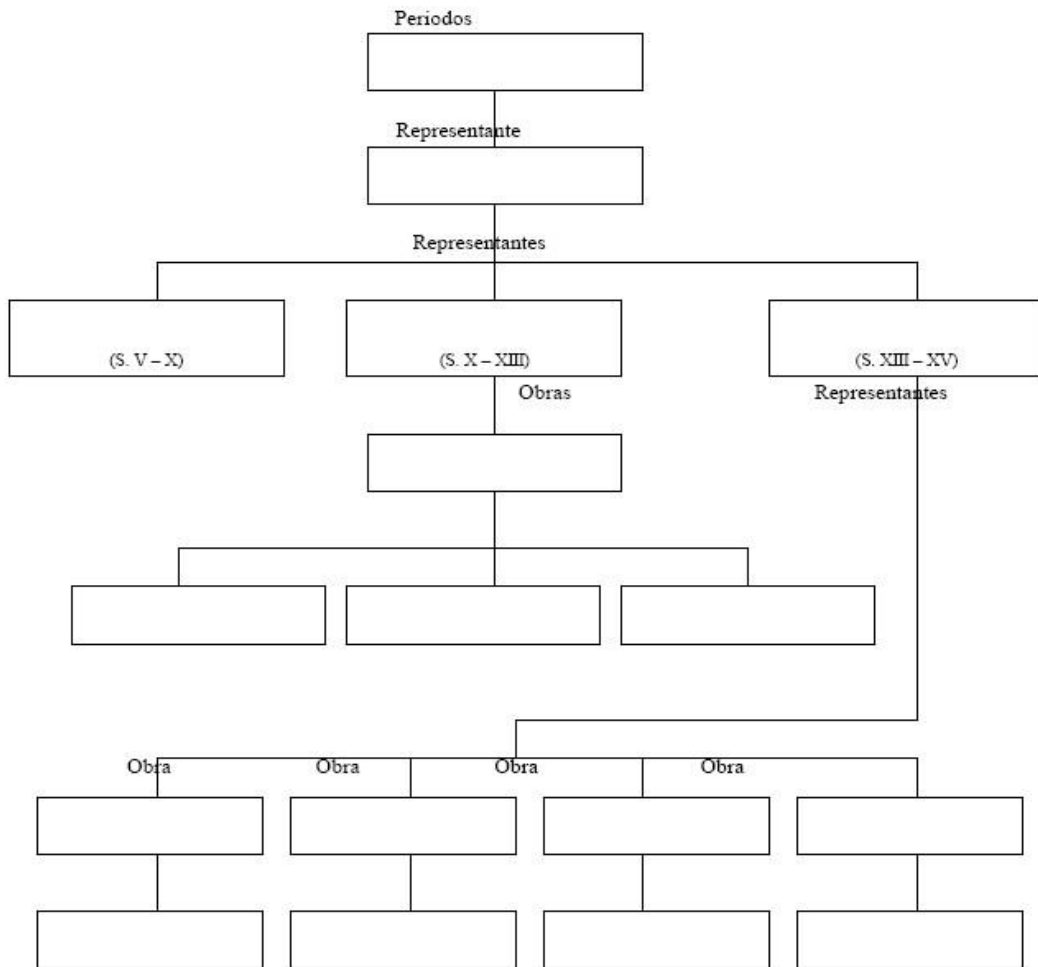 Periodos
Representante
Representantes
(S. V – X)
(S. X – XIII)
(S. XIII – XV)
Obras
Representantes
Obra
Obra
Obra
Obra